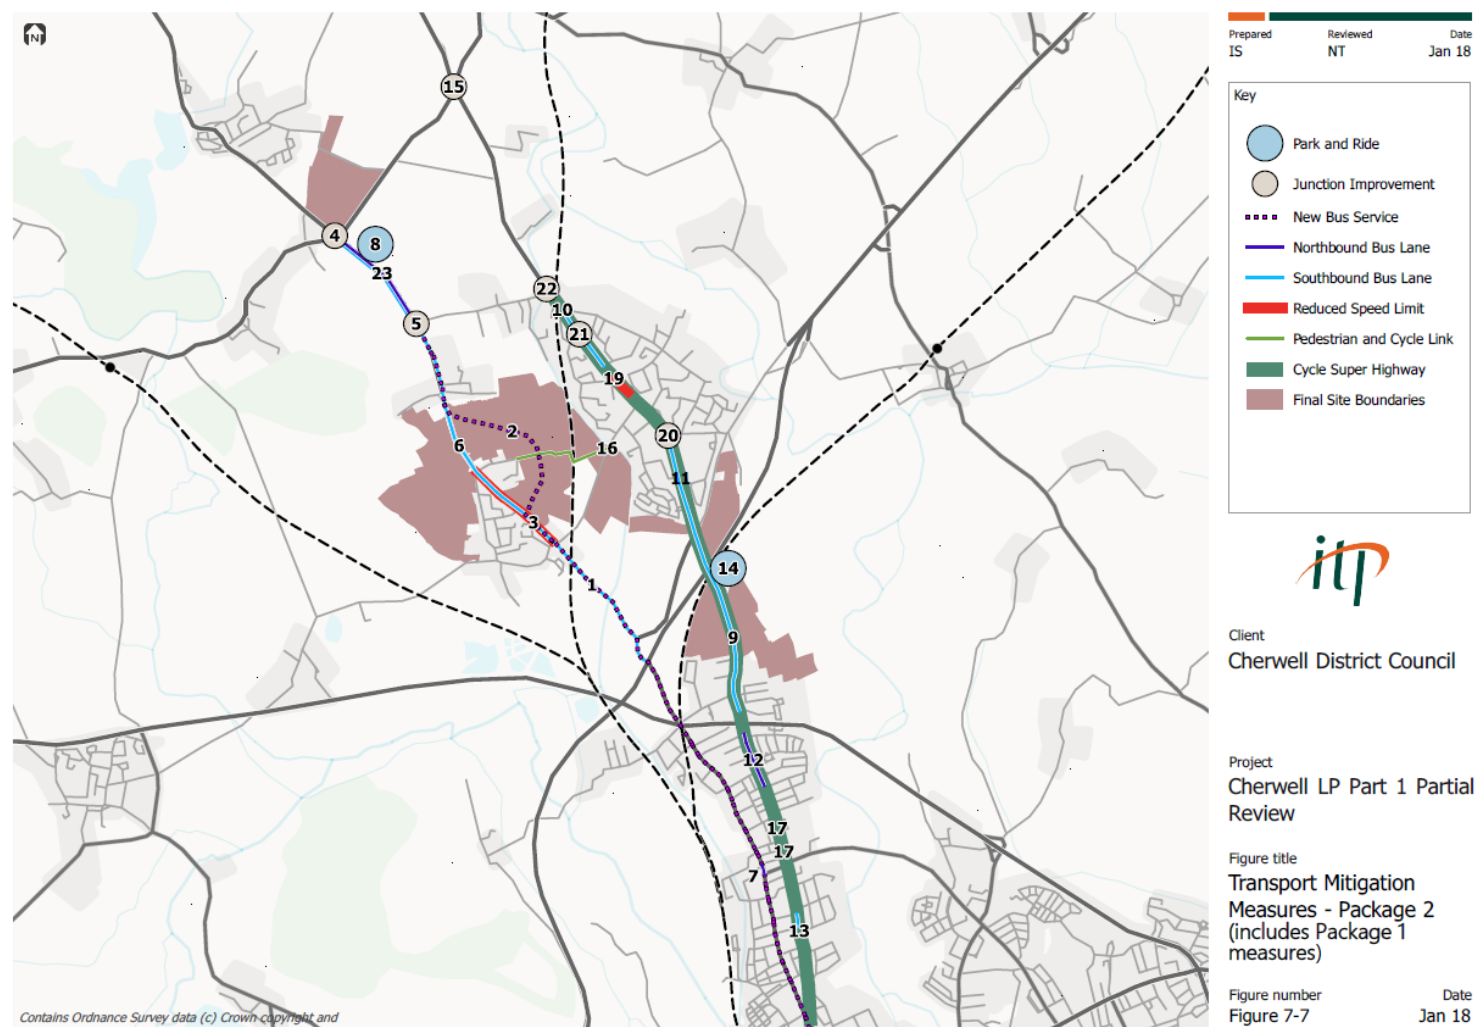 N
15
4
8
23
22
10
5
21
19
20
2
6
16
11
3
14
1
9
12
17
17
7
13
Contains Ordnance Survey data (c) Crown copyright and
Prepared Reviewed Date
IS NT Jan 18
Key
Park and Ride
Junction Improvement
New Bus Service
Northbound Bus Lane
Southbound Bus Lane
Reduced Speed Limit
Pedestrian and Cycle Link
Cycle Super Highway
Final Site Boundaries
itp
Client
Cherwell District Council
Project
Cherwell LP Part 1 Partial
Review
Figure title
Transport Mitigation
Measures - Package 2
(includes Package 1
measures)
Figure number Date
Figure 7-7 Jan 18